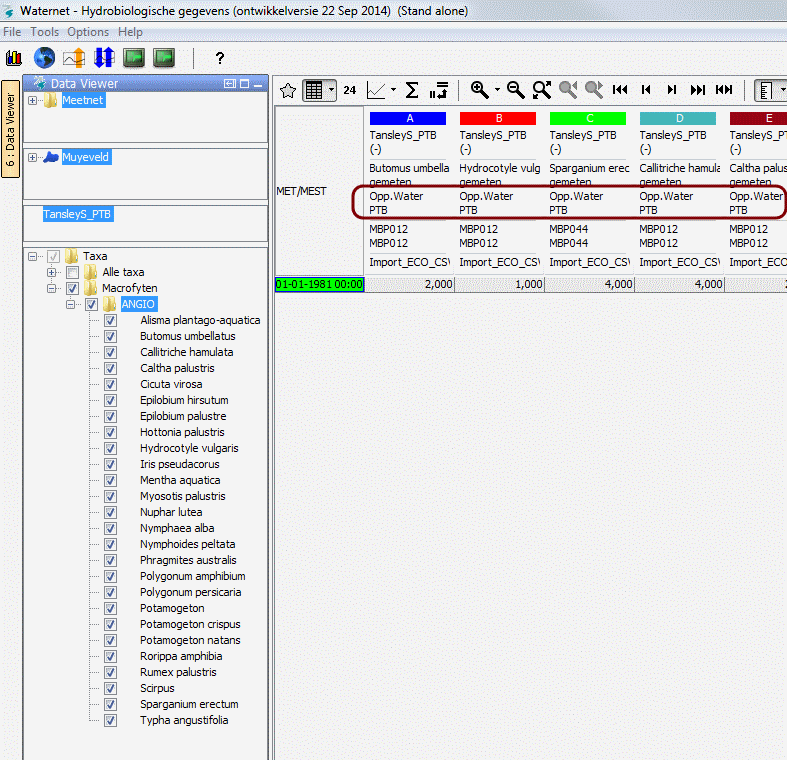 Waternet - Hydrobiologische gegevens (ontwikkelversie 22 Sep 2014) (Stand alone)
File Tools Options Help
?
6 : Data Viewer
Data Viewer
Meetnet
Muyeveld
TansleyS_PTB
Taxa
Alle taxa
Macrofyten
ANGIO
Alisma plantago-aquatica
Butomus umbellatus
Callitriche hamulata
Caltha palustris
Cicuta virosa
Epilobium hirsutum
Epilobium palustre
Hottonia palustris
Hydrocotyle vulgaris
Iris pseudacorus
Mentha aquatica
Myosotis palustris
Nuphar lutea
Nymphaea alba
Nymphoides peltata
Phragmites australis
Polygonum amphibium
Polygonum persicaria
Potamogeton
Potamogeton crispus
Potamogeton natans
Rorippa amphibia
Rumex palustris
Scirpus
Sparganium erectum
Typha angustifolia
24
A B C D E
TansleyS_PTB TansleyS_PTB TansleyS_PTB TansleyS_PTB TansleyS_P
(-) (-) (-) (-) (-)
Butomus umbella Hydrocotyle vulg Sparganium erec Callitriche hamula Caltha palus
gemeten gemeten gemeten gemeten gemeten
MET/MEST
Opp.Water Opp.Water Opp.Water Opp.Water Opp.Water
PTB PTB PTB PTB PTB
MBP012 MBP012 MBP044 MBP012 MBP012
MBP012 MBP012 MBP044 MBP012 MBP012
Import_ECO_CS Import_ECO_CS Import_ECO_CS Import_ECO_CS Import_ECO
01-01-1981 00:00 2,000 1,000 4,000 4,000